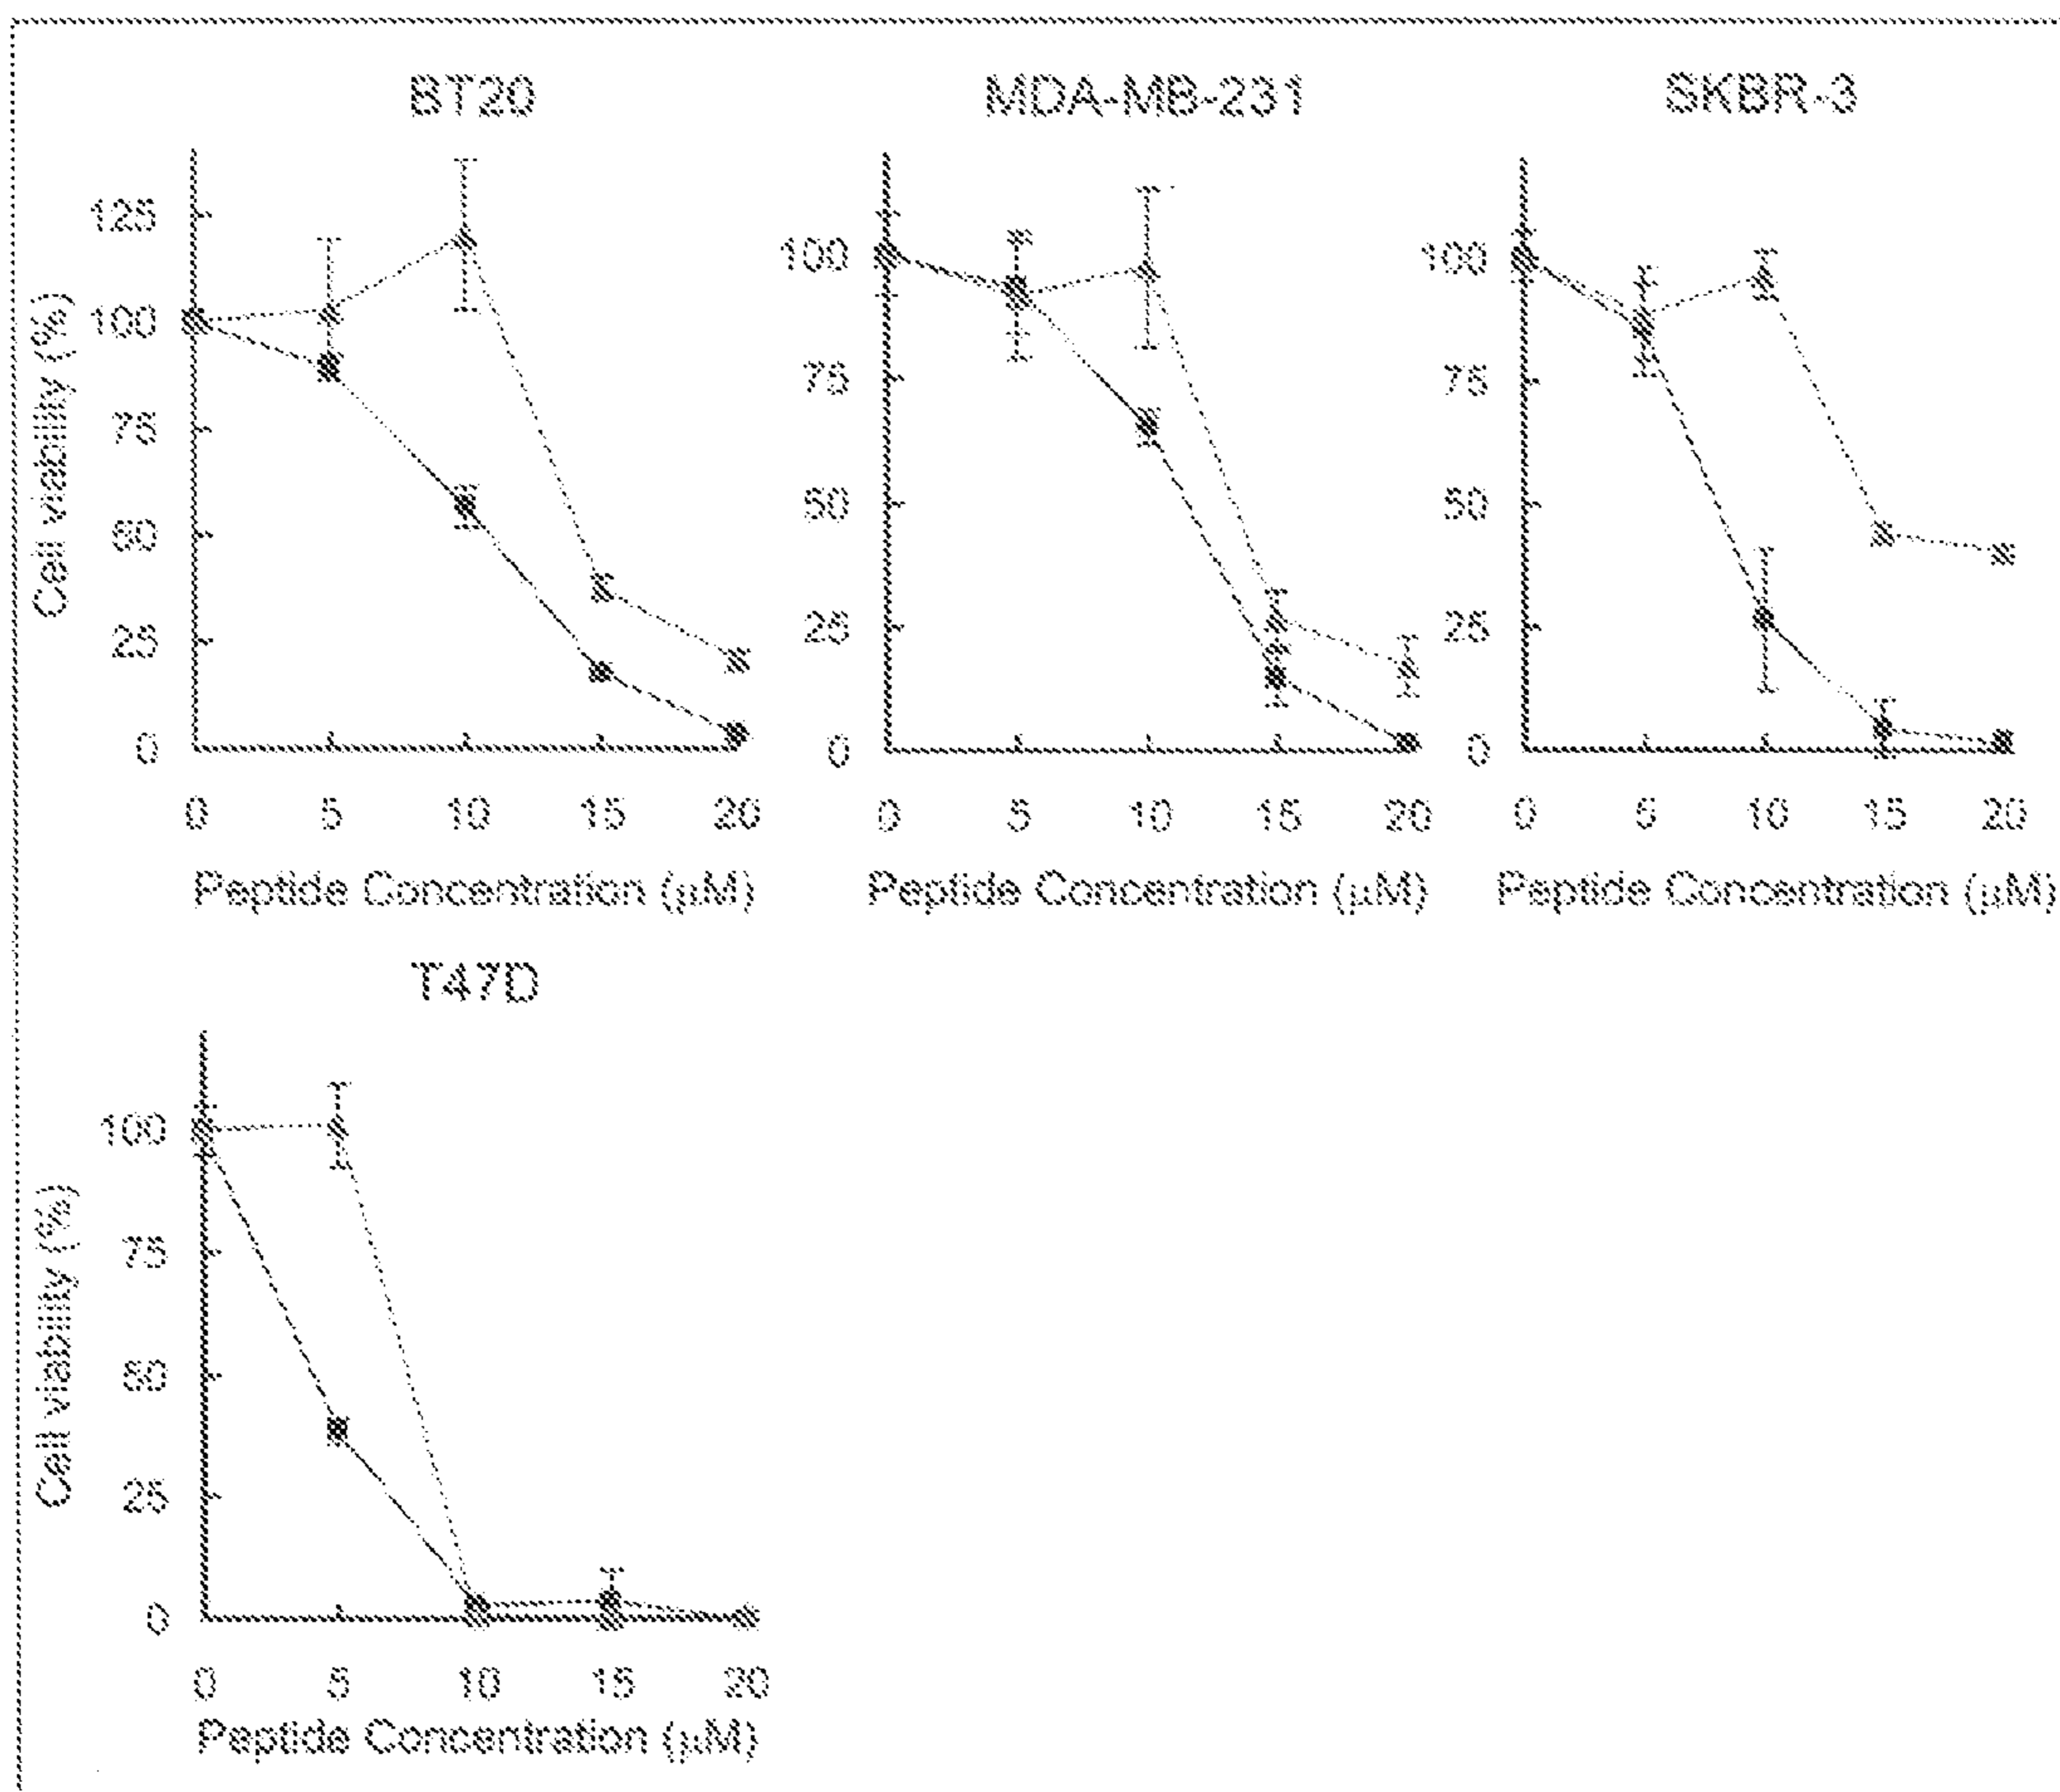 BT20
MDA-MB-231
SKBR-3
Cell viability (%)
125
100
75
50
25
0
100
75
50
25
0
100
75
50
25
0
0 5 10 15 20
0 5 10 15 20
0 5 10 15 20
Peptide Concentration (μM)
Peptide Concentration (μM)
Peptide Concentration (μM)
T47D
Cell viability (%)
100
75
50
25
0
0 5 10 15 20
Peptide Concentration (μM)